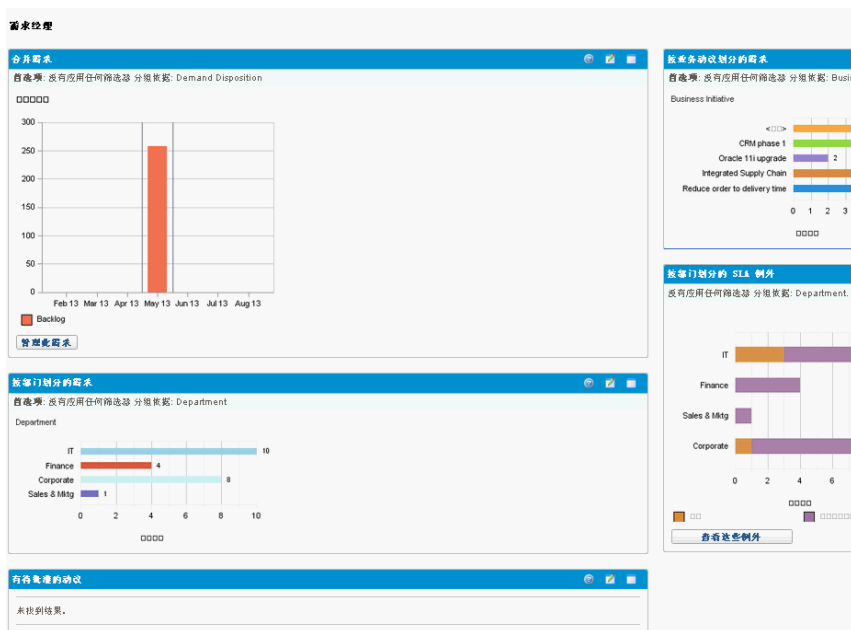 需求经理
合并需求
首选项: 没有应用任何筛选器 分组依据: Demand Disposition
300
250
200
150
100
50
0
Feb 13 Mar 13 Apr 13 May 13 Jun 13 Jul 13 Aug 13
Backlog
管理此需求
按部门划分的需求
首选项: 没有应用任何筛选器 分组依据: Department
Department
IT 10
Finance 4
Corporate 8
Sales & Mktg 1
0 2 4 6 8 10
有待批准的动议
未找到结果。
按业务动议划分的需求
首选项: 没有应用任何筛选器 分组依据: Busi
Business Initiative
CRM phase 1
Oracle 11i upgrade 2
Integrated Supply Chain
Reduce order to delivery time
0 1 2 3
按部门划分的 SLA 例外
没有应用任何筛选器 分组依据: Department.
IT
Finance
Sales & Mktg
Corporate
0 2 4 6
查看这些例外